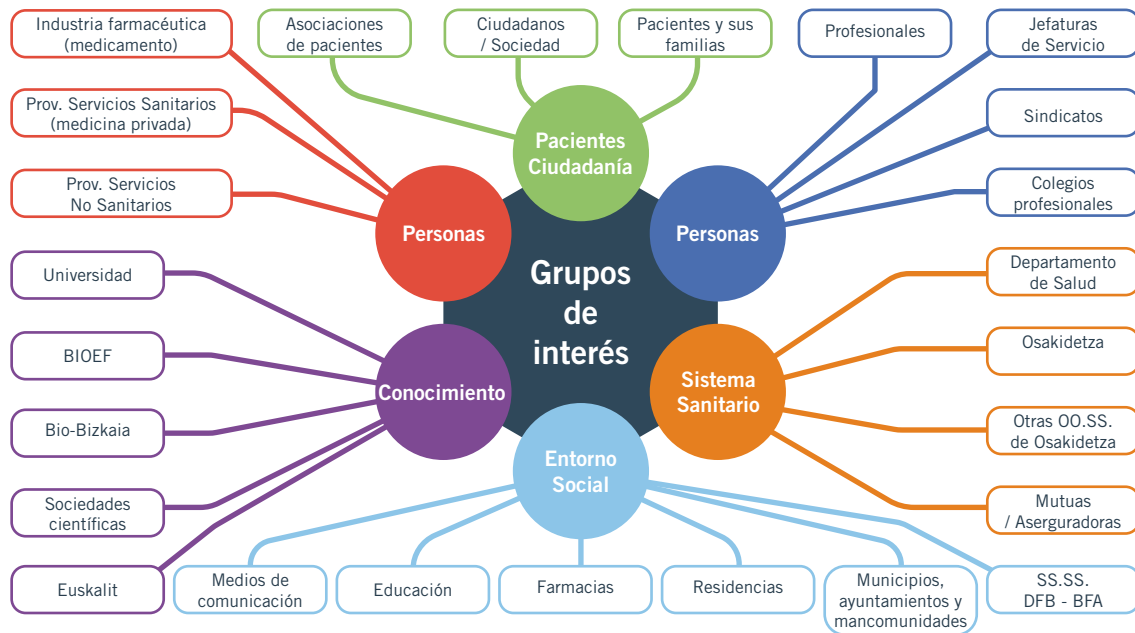 Industria farmacéutica
(medicamento)
Asociaciones
de pacientes
Ciudadanos
/ Sociedad
Pacientes y sus
familias
Profesionales
Jefaturas
de Servicio
Prov. Servicios Sanitarios
(medicina privada)
Sindicatos
Prov. Servicios
No Sanitarios
Colegios
profesionales
Pacientes
Ciudadanía
Personas
Personas
Grupos
de
interés
Universidad
Departamento
de Salud
BIOEF
Osakidetza
Conocimiento
Sistema
Sanitario
Bio-Bizkaia
Otras OO.SS.
de Osakidetza
Entorno
Social
Sociedades
científicas
Mutuas
/ Aserguradoras
Euskalit
Medios de
comunicación
Educación
Farmacias
Residencias
Municipios,
ayuntamientos y
mancomunidades
SS.SS.
DFB - BFA